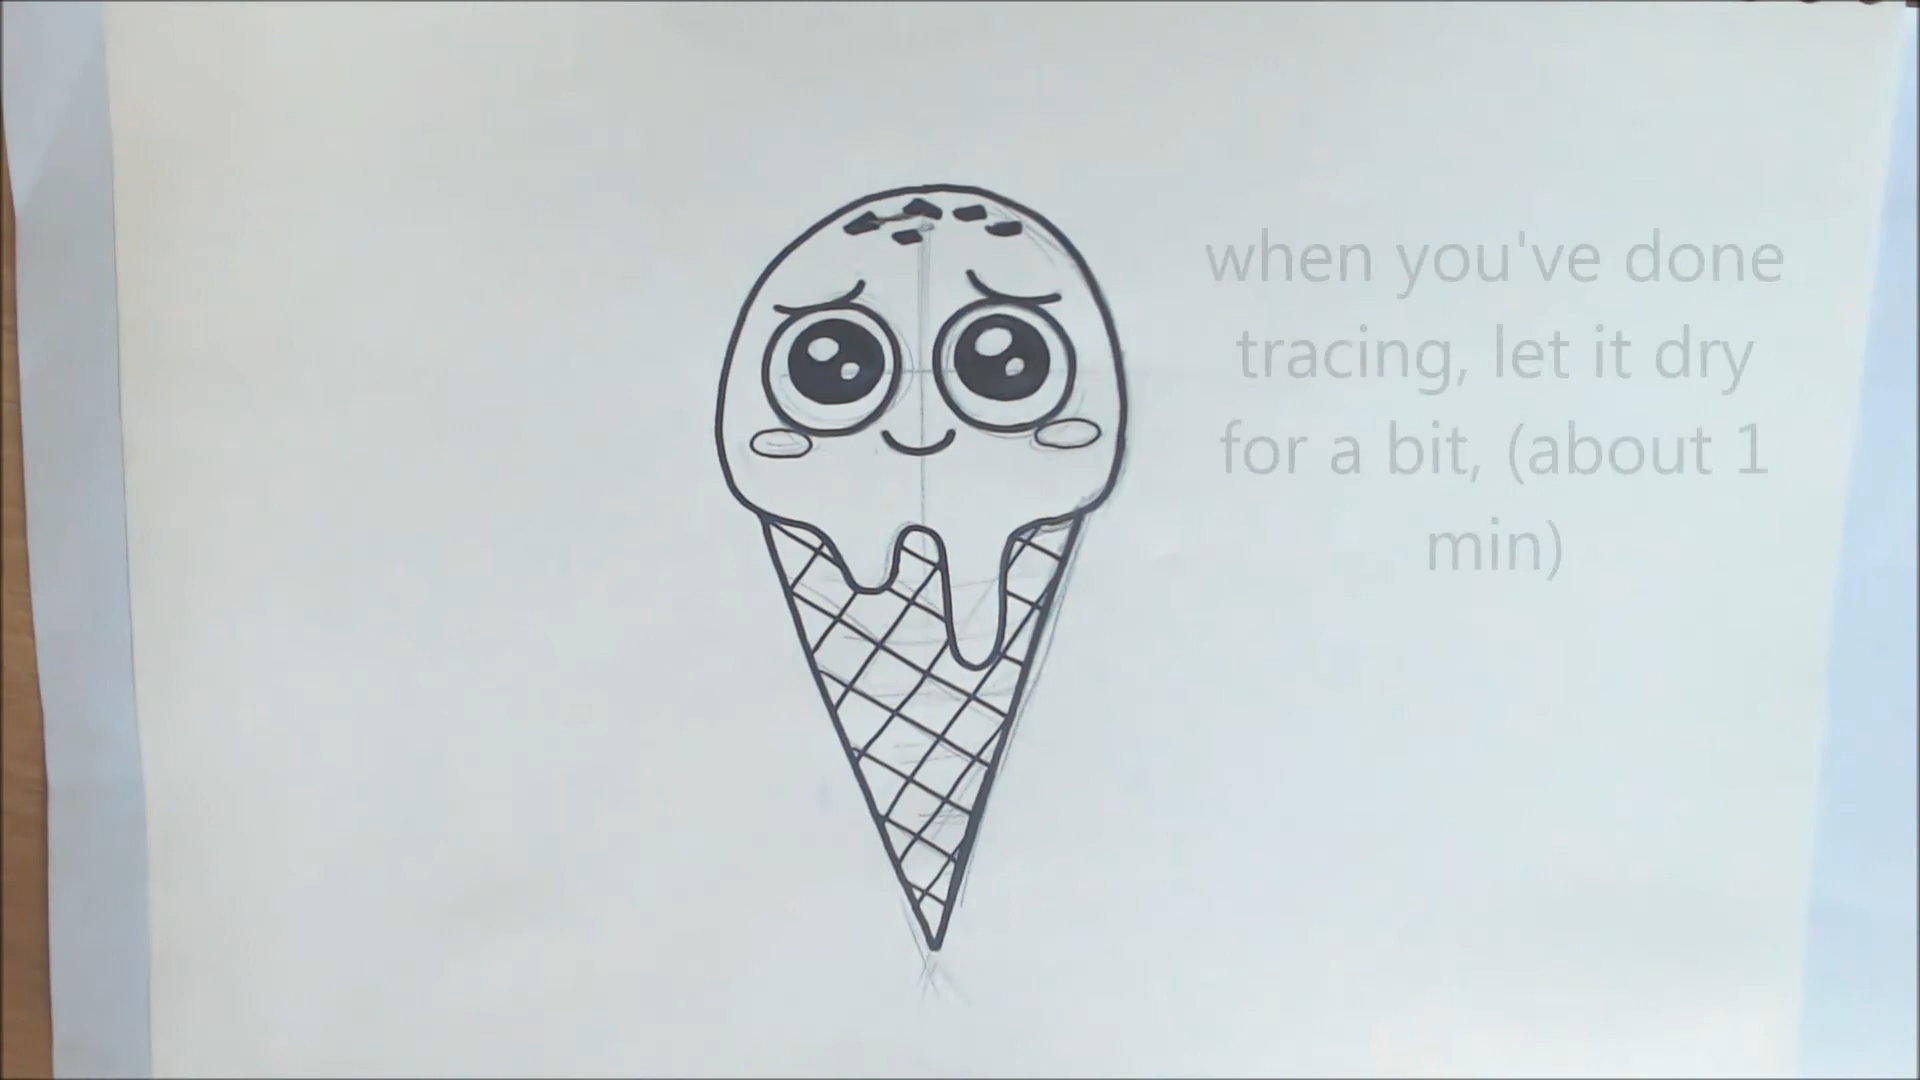 when you've done
tracing, let it dry
for a bit, (about 1
min)